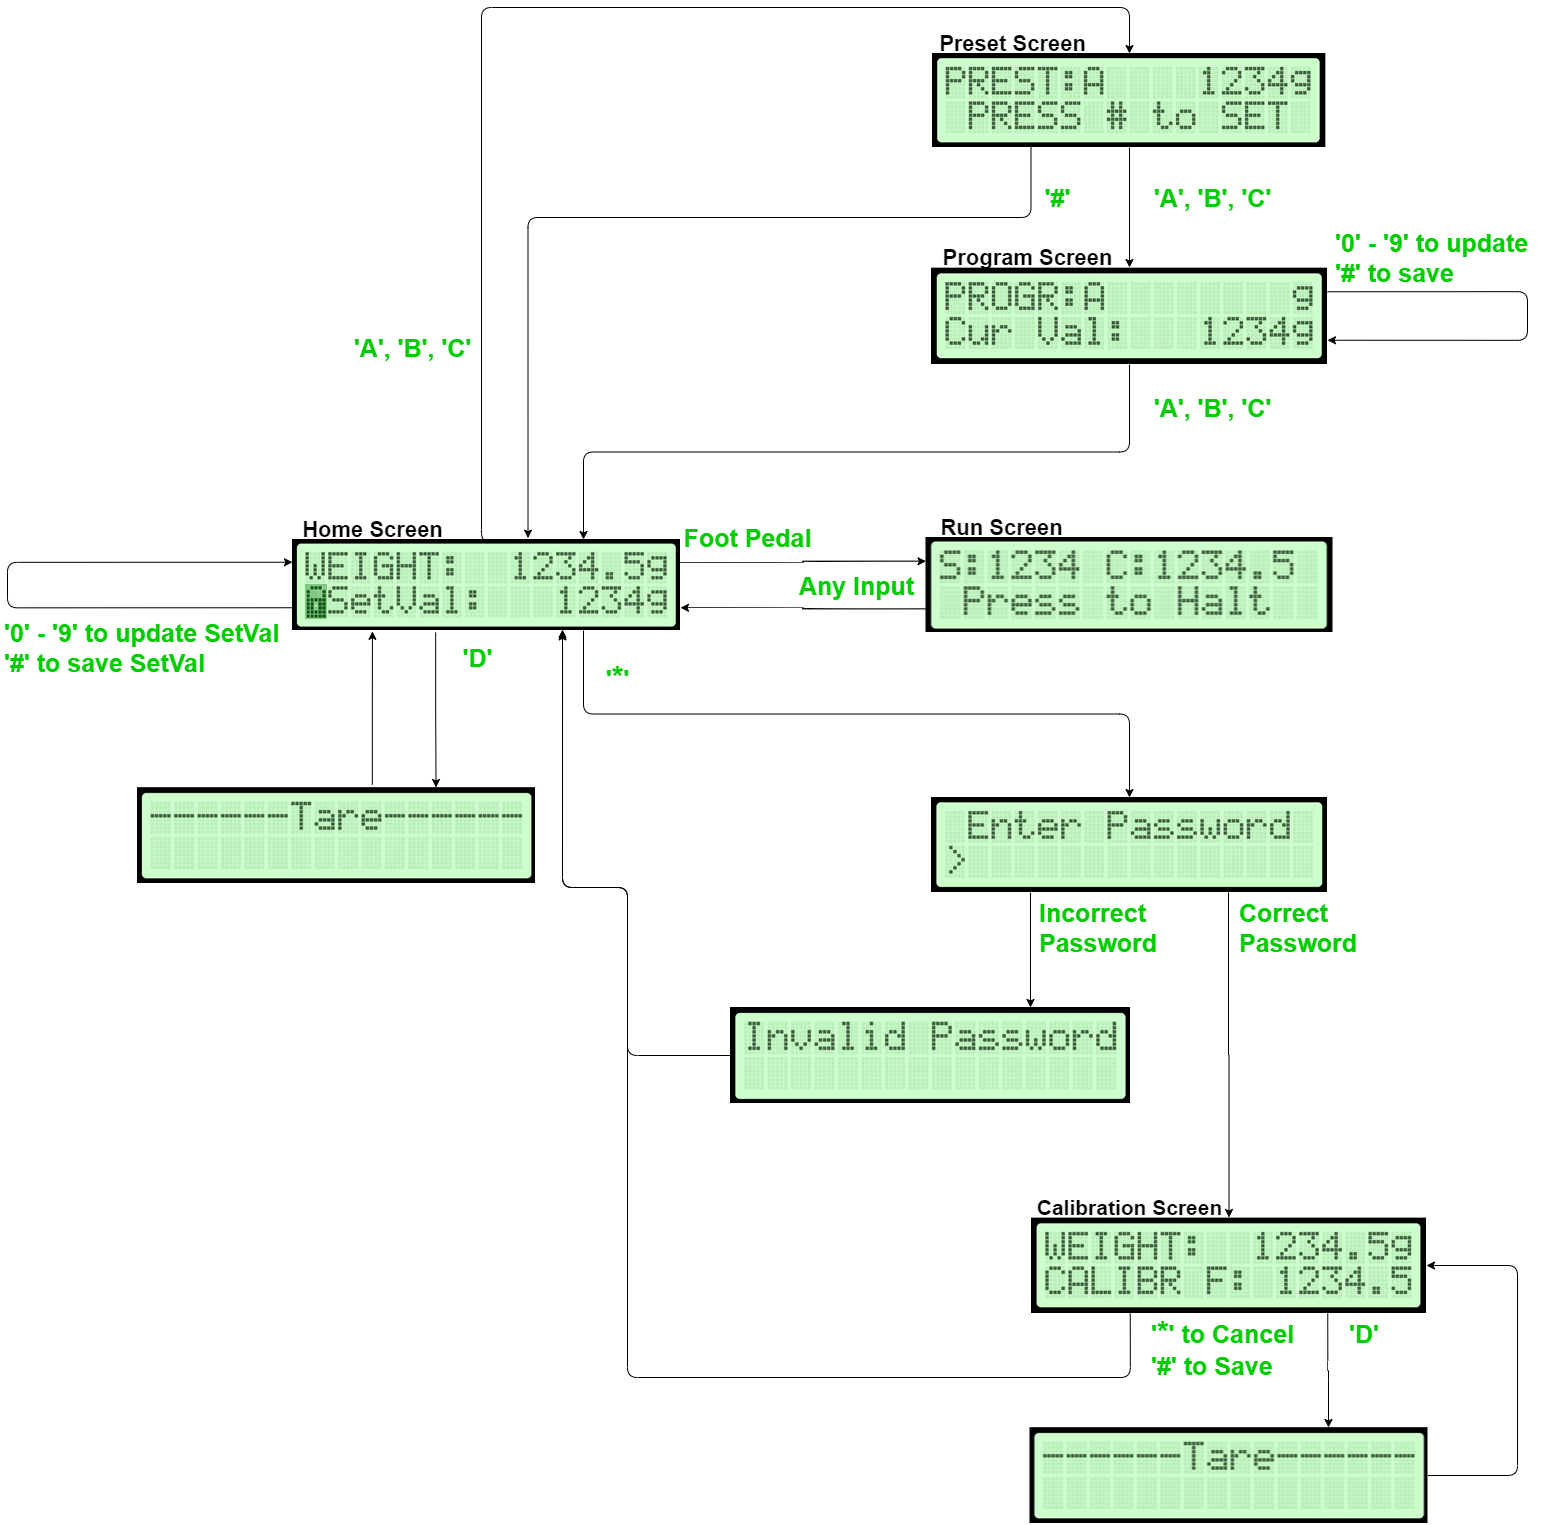 Preset Screen
PREST:A 1234g
PRESS # to SET
'#'
'A', 'B', 'C'
Program Screen
'0' - '9' to update
'#' to save
PROGR:A g
Cur Val: 1234g
'A', 'B', 'C'
'A', 'B', 'C'
Home Screen
WEIGHT: 1234.5g
ASetVal: 1234g
Foot Pedal
Any Input
Run Screen
S:1234 C:1234.5
Press to Halt
'0' - '9' to update SetVal
'#' to save SetVal
'D'
'*'
------Tare------
Enter Password
>
Incorrect
Password
Correct
Password
Invalid Password
Calibration Screen
WEIGHT: 1234.5g
CALIBR F: 1234.5
'*' to Cancel
'#' to Save
'D'
------Tare------